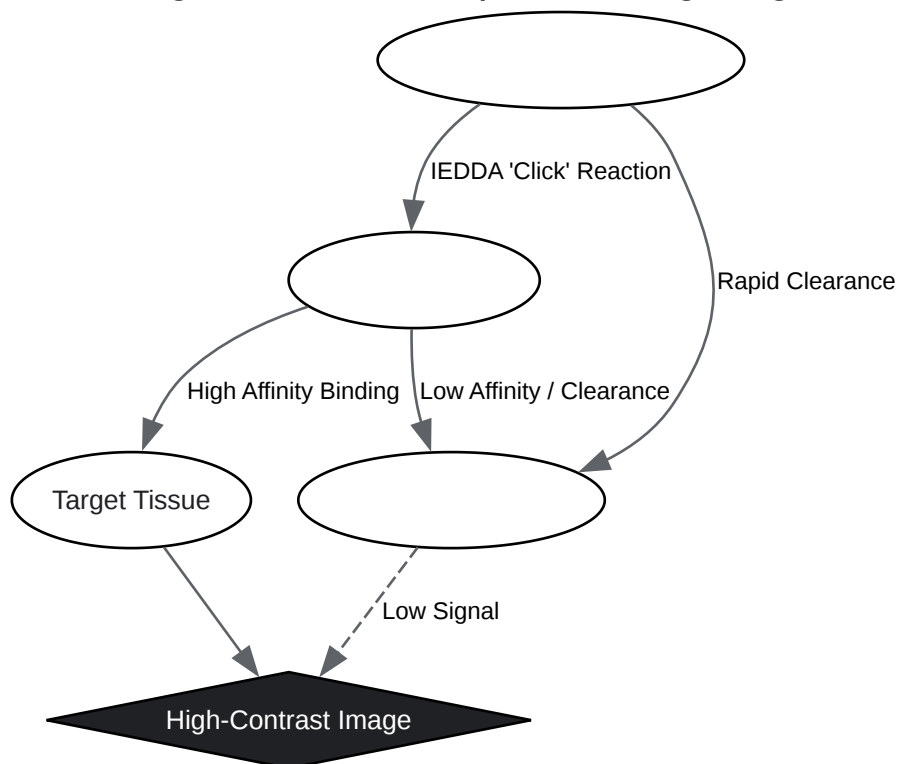 IEDDA 'Click' Reaction
Rapid Clearance
High Affinity Binding
Low Affinity / Clearance
Target Tissue
Low Signal
High-Contrast Image